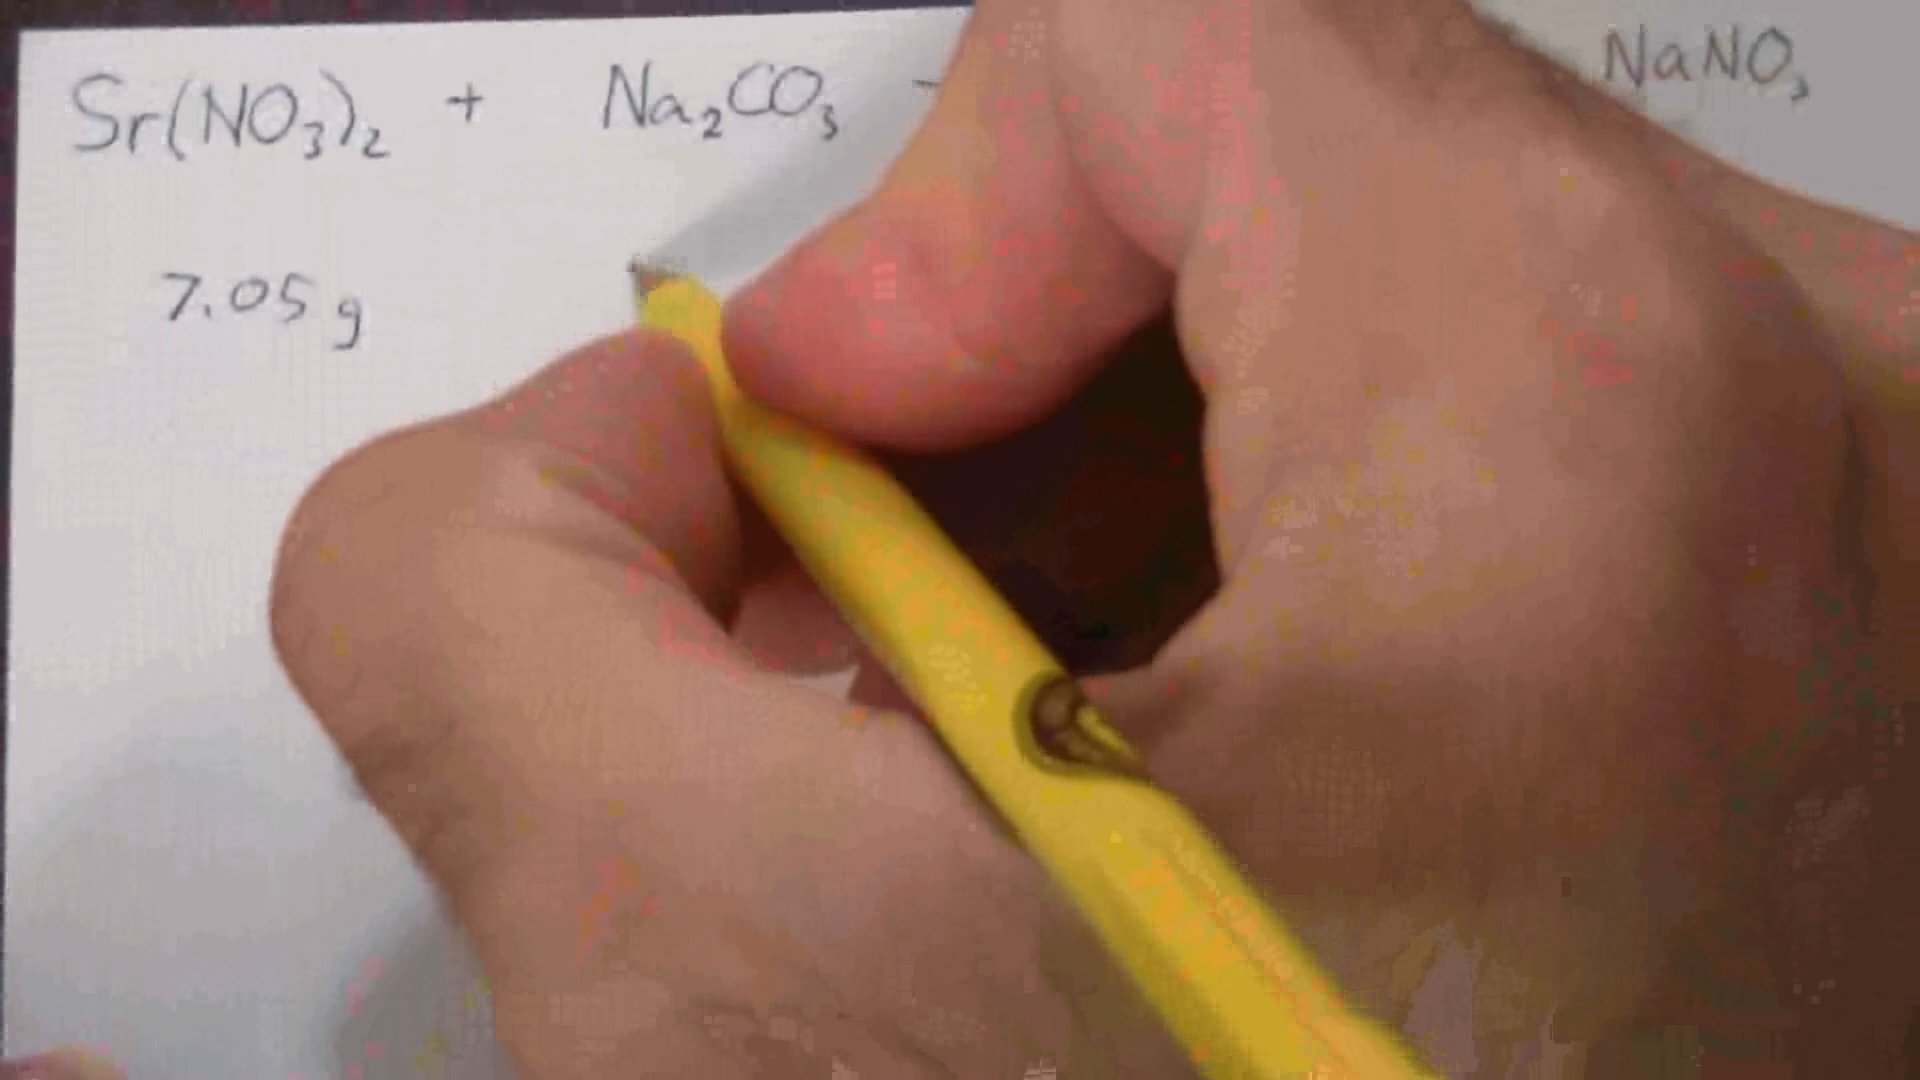 Sr(NO₃)₂ + Na₂CO₃ NaNO₃
7.05 g